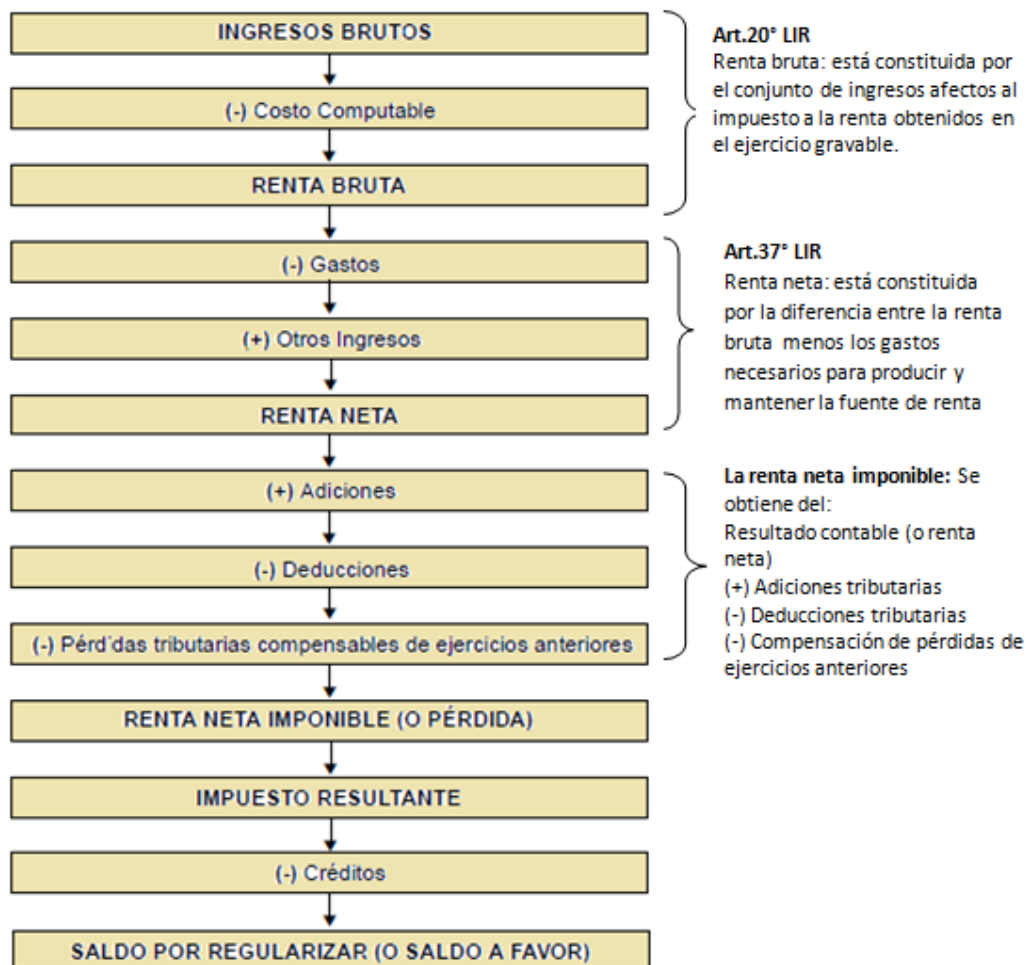 INGRESOS BRUTOS
(-) Costo Computable
RENTA BRUTA
Art.20° LIR
Renta bruta: está constituida por
el conjunto de ingresos afectos al
impuesto a la renta obtenidos en
el ejercicio gravable.
(-) Gastos
(+) Otros Ingresos
RENTA NETA
Art.37° LIR
Renta neta: está constituida
por la diferencia entre la renta
bruta menos los gastos
necesarios para producir y
mantener la fuente de renta
(+) Adiciones
(-) Deducciones
(-) Pérdidas tributarias compensables de ejercicios anteriores
La renta neta imponible: Se
obtiene del:
Resultado contable (o renta
neta)
(+) Adiciones tributarias
(-) Deducciones tributarias
(-) Compensación de pérdidas de
ejercicios anteriores
RENTA NETA IMPONIBLE (O PÉRDIDA)
IMPUESTO RESULTANTE
(-) Créditos
SALDO POR REGULARIZAR (O SALDO A FAVOR)